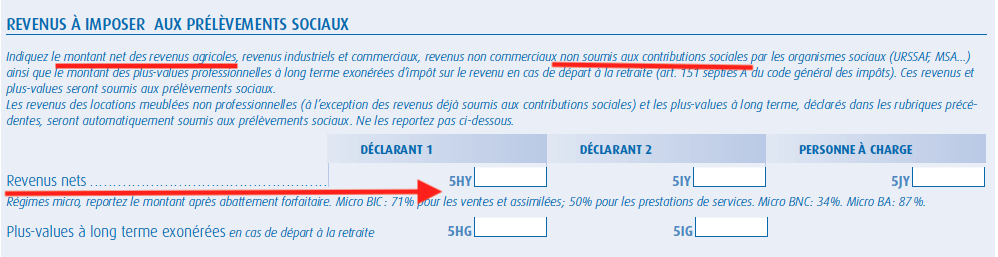 REVENUS À IMPOSER AUX PRÉLÈVEMENTS SOCIAUX
Indiquez le montant net des revenus agricoles, revenus industriels et commerciaux, revenus non commerciaux non soumis aux contributions sociales par les organismes sociaux (URSSAF, MSA...)
ainsi que le montant des plus-values professionnelles à long terme exonérées d'impôt sur le revenu en cas de départ à la retraite (art. 151 septies A du code général des impôts). Ces revenus et
plus-values seront soumis aux prélèvements sociaux.
Les revenus des locations meublées non professionnelles (à l'exception des revenus déjà soumis aux contributions sociales) et les plus-values à long terme, déclarés dans les rubriques précé-
dentes, seront automatiquement soumis aux prélèvements sociaux. Ne les reportez pas ci-dessous.
DÉCLARANT 1 DÉCLARANT 2 PERSONNE À CHARGE
Revenus nets ................................................ 5HY 5IY 5JY
Régimes micro, reportez le montant après abattement forfaitaire. Micro BIC : 71% pour les ventes et assimilées; 50% pour les prestations de services. Micro BNC: 34%. Micro BA: 87%.
Plus-values à long terme exonérées en cas de départ à la retraite 5HG 5IG